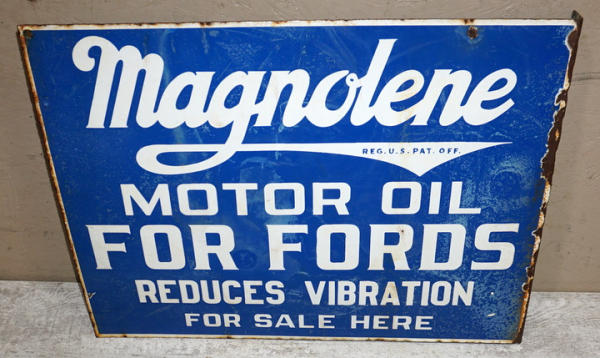 Magnolene
REG. U.S. PAT. OFF.
MOTOR OIL
FOR FORDS
REDUCES VIBRATION
FOR SALE HERE